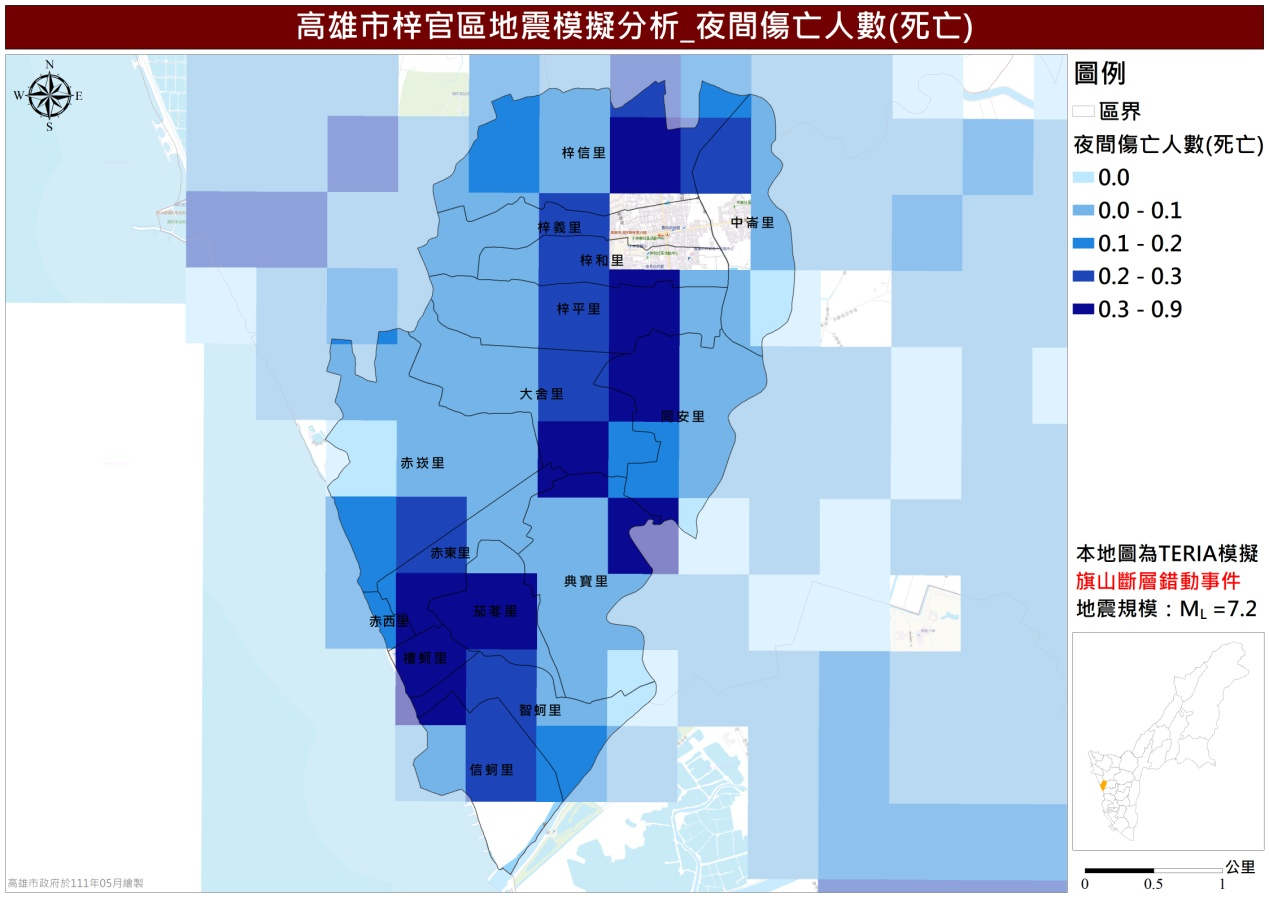 高雄市梓官區地震模擬分析_夜間傷亡人數(死亡)
N
W
E
S
圖例
區界
夜間傷亡人數(死亡)
0.0
0.0 - 0.1
0.1 - 0.2
0.2 - 0.3
0.3 - 0.9
梓信里
梓義里
中崙里
梓和里
梓平里
大舍里
同安里
赤崁里
赤東里
典寶里
茄苳里
赤西里
禮蚵里
智蚵里
信蚵里
本地圖為TERIA模擬
旗山斷層錯動事件
地震規模：ML =7.2
公里
0 0.5 1
高雄市政府於111年05月繪製